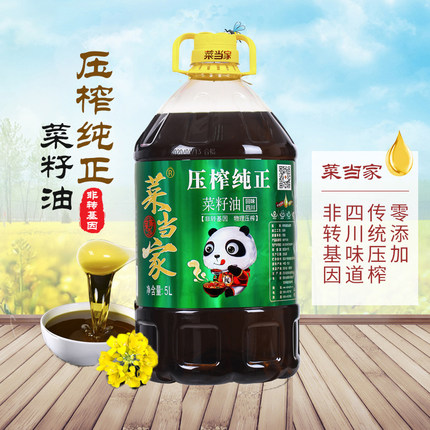 压榨纯正
菜籽油
非转基因
菜当家
菜当家®
压榨纯正
菜籽油
【非转基因 物理压榨】
净含量:5L
菜当家
零添加
传统压榨
四川味道
非转基因